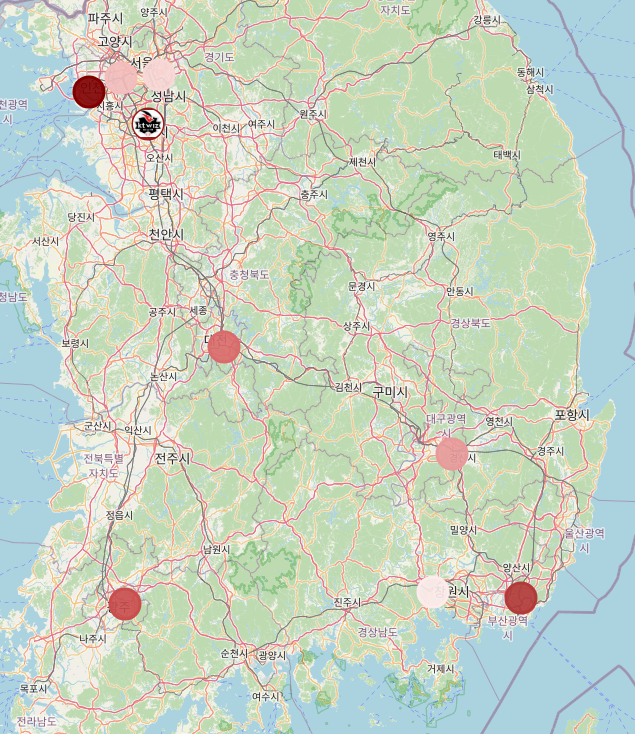 자치도
양주시
파주시
강릉시
고양시
경기도
동해시
삼척시
성남시
시흥시
원주시
이천시
여주시
오산시
태백시
제천시
평택시
충주시
당진시
천안시
영주시
서산시
충청북도
문경시
안동시
공주시
세종
상주시
경상북도
보령시
논산시
김천시
구미시
포항시
대구광역
시
영천시
군산시
익산시
경주시
전북특별
자치도
전주시
정읍시
밀양시
울산광역
시
남원시
양산시
진주시
부산광역
시
나주시
경상남도
순천시
광양시
거제시
목포시
여수시
전라남도